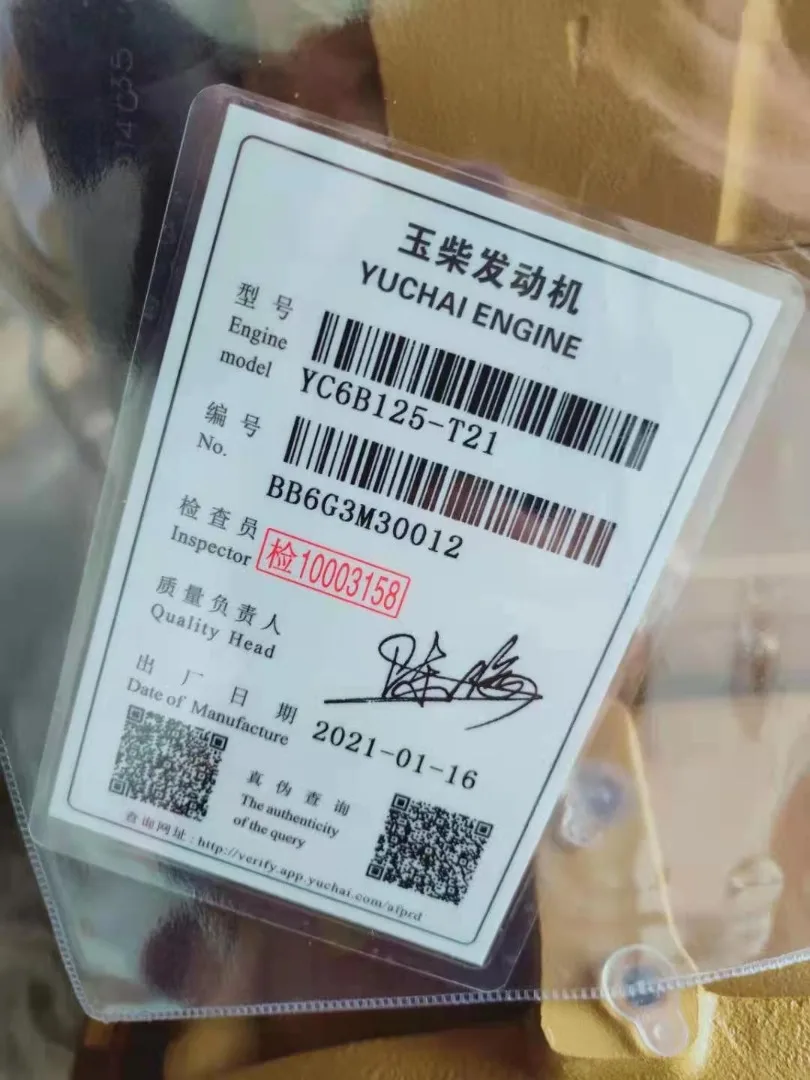 玉柴发动机
YUCHAI ENGINE
型号
Engine
model
YC6B125-T21
编号
No.
BB6G3M30012
检查员
Inspector
检10003158
质量负责人
Quality Head
出厂日期
Date of Manufacture
2021-01-16
真伪查询
The authenticity
of the query
查询网址:http://verify.app.yuchai.com/afprd